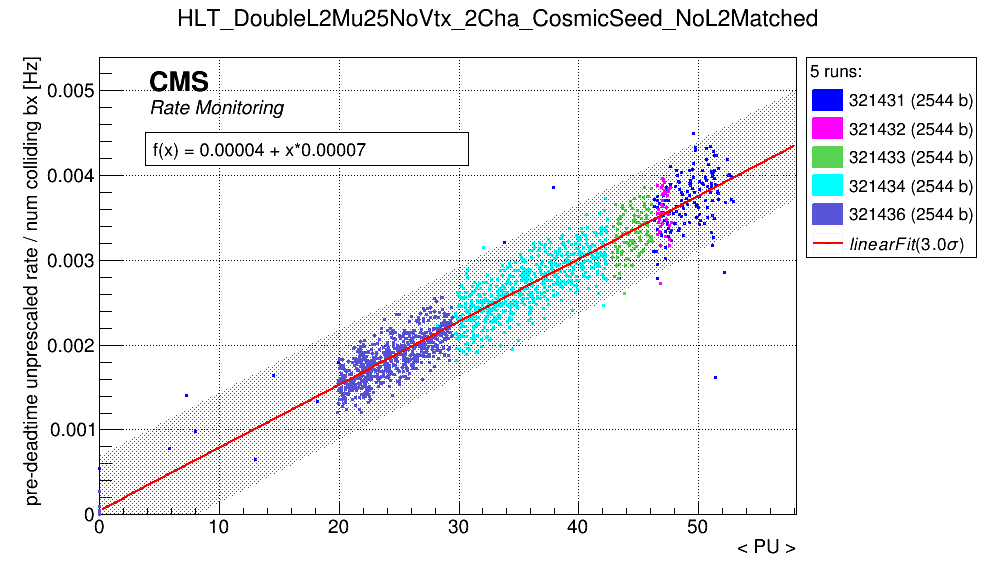 HLT_DoubleL2Mu25NoVtx_2Cha_CosmicSeed_NoL2Matched
pre-deadtime unprescaled rate / num colliding bx [Hz]
0.005
0.004
0.003
0.002
0.001
0
CMS
Rate Monitoring
f(x) = 0.00004 + x*0.00007
0 10 20 30 40 50
< PU >
5 runs:
321431 (2544 b)
321432 (2544 b)
321433 (2544 b)
321434 (2544 b)
321436 (2544 b)
linearFit(3.0σ)